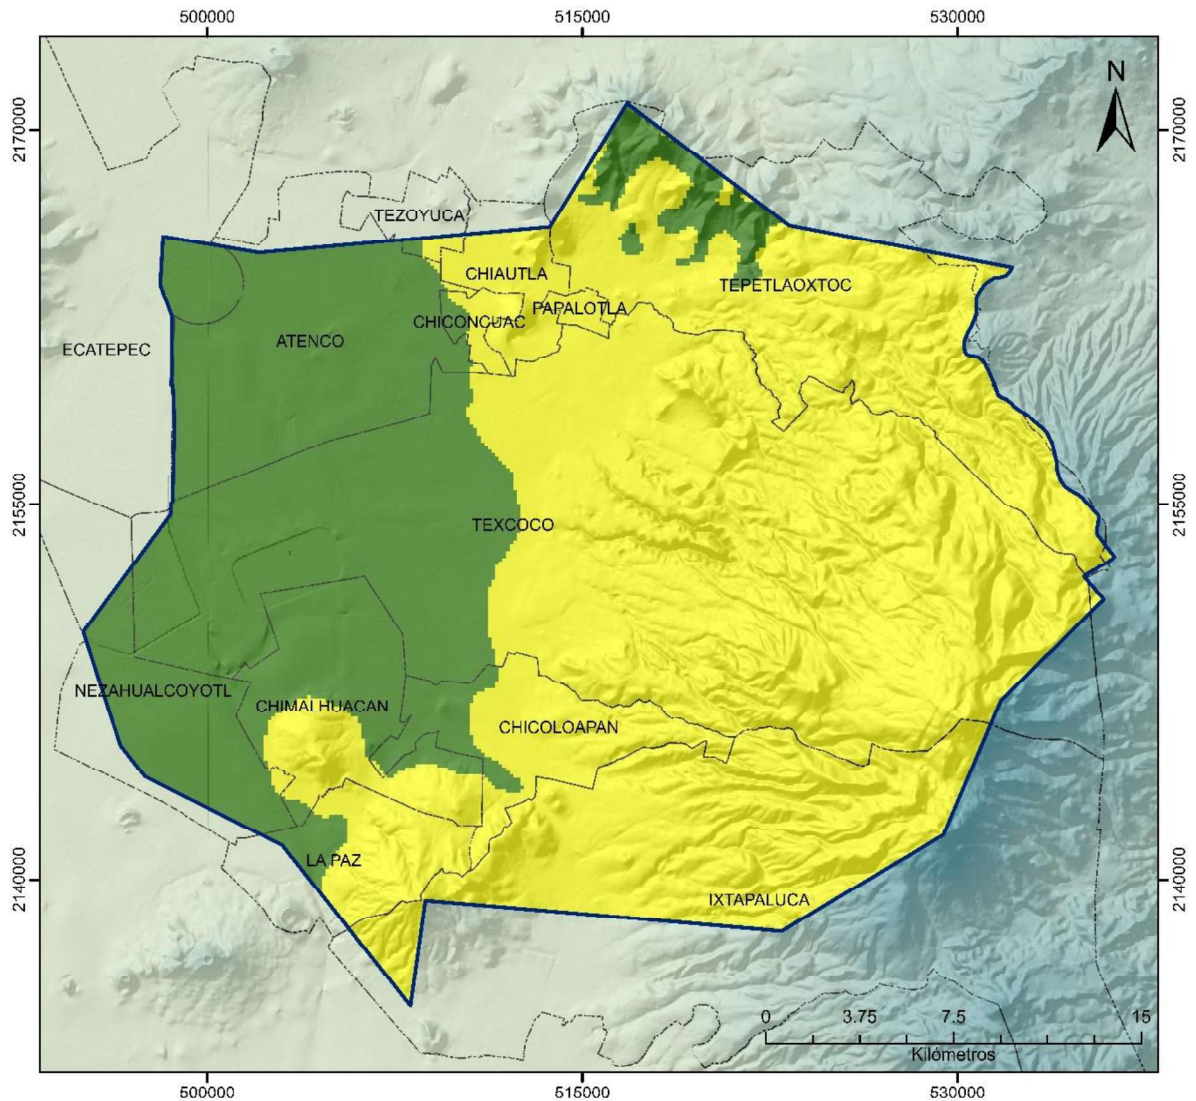 500000 515000 530000
2170000 2170000
N
TEZOYUCA
CHIAUTLA
TEPETLAOXTOC
PAPALOTLA
CHICONCUAC
ATENCO
ECATEPEC
2155000 2155000
TEXCOCO
NEZAHUALCOYOTL
CHIMALHUACAN
CHICOLOAPAN
LA PAZ
2140000 2140000
IXTAPALUCA
0 3.75 7.5 15
Kilómetros
500000 515000 530000